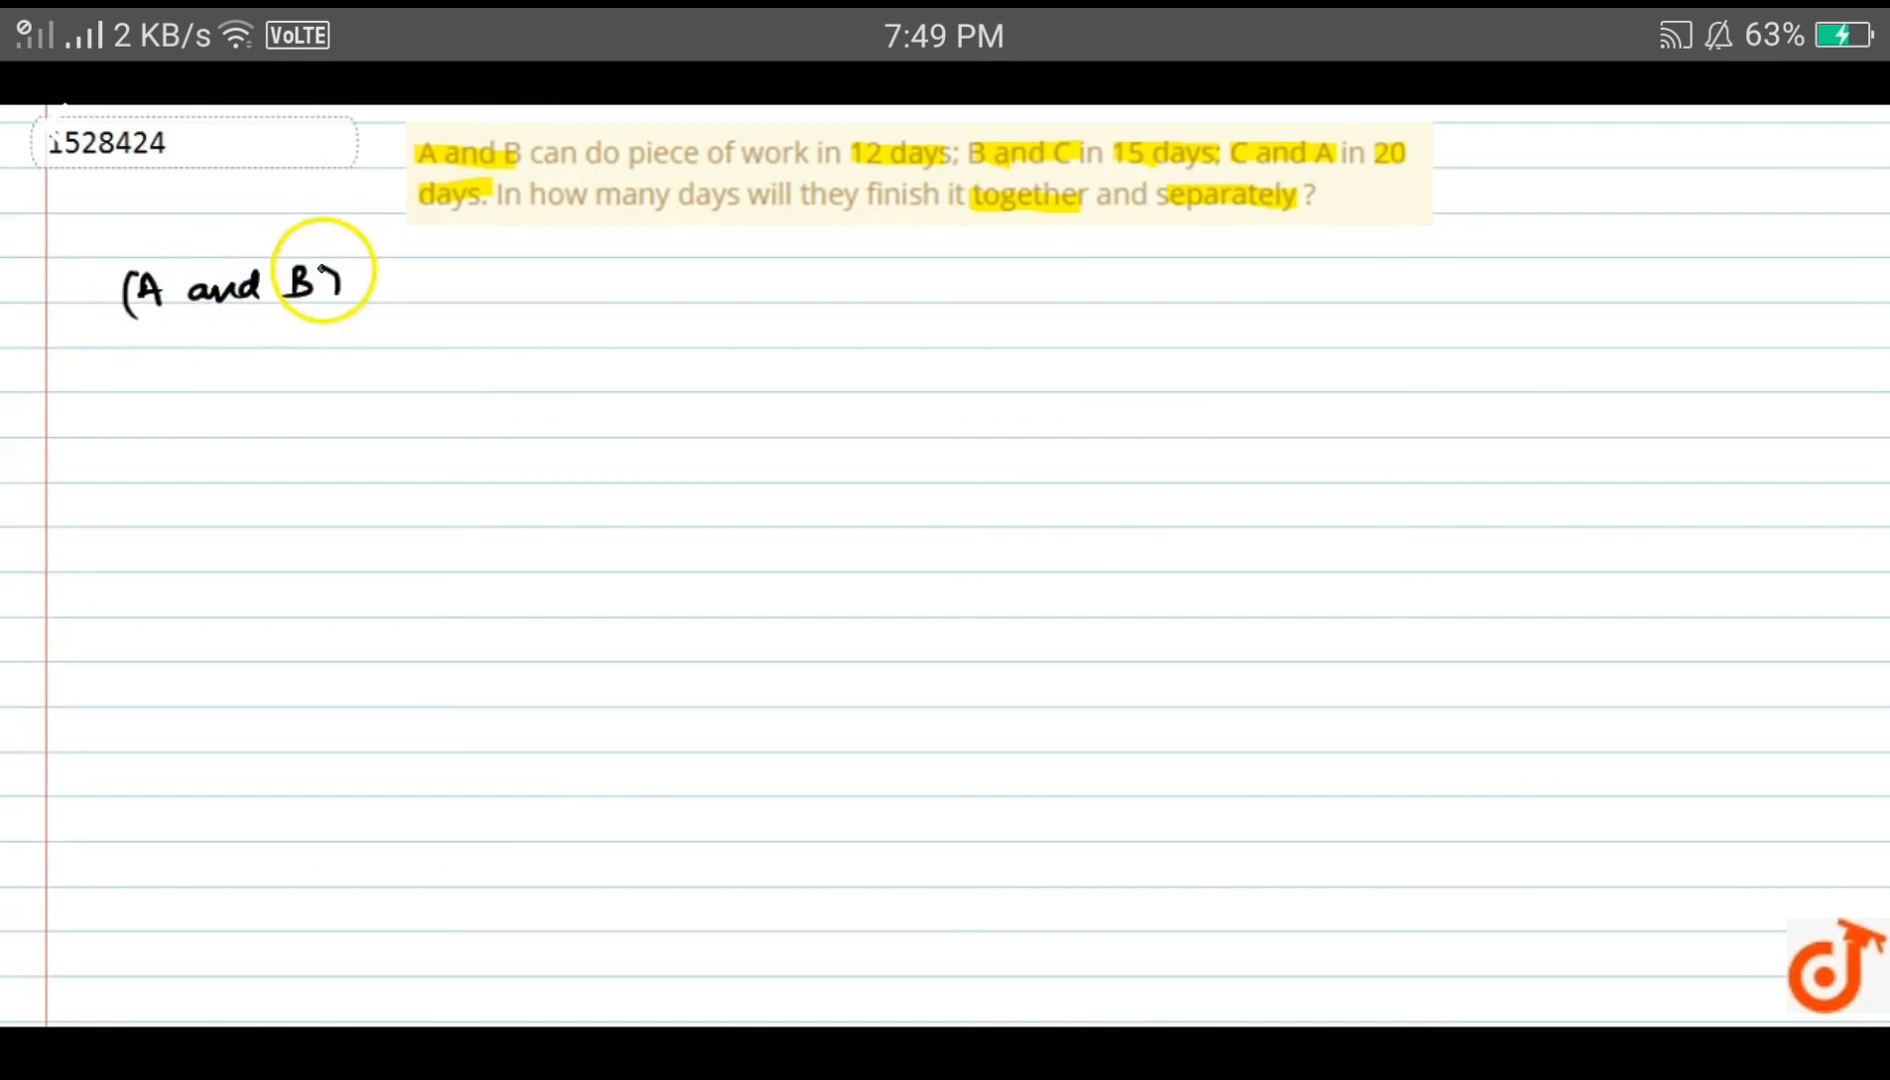 2 KB/s VoLTE 7:49 PM 63%
1528424
A and B can do piece of work in 12 days; B and C in 15 days; C and A in 20
days. In how many days will they finish it together and separately ?
(A and B)